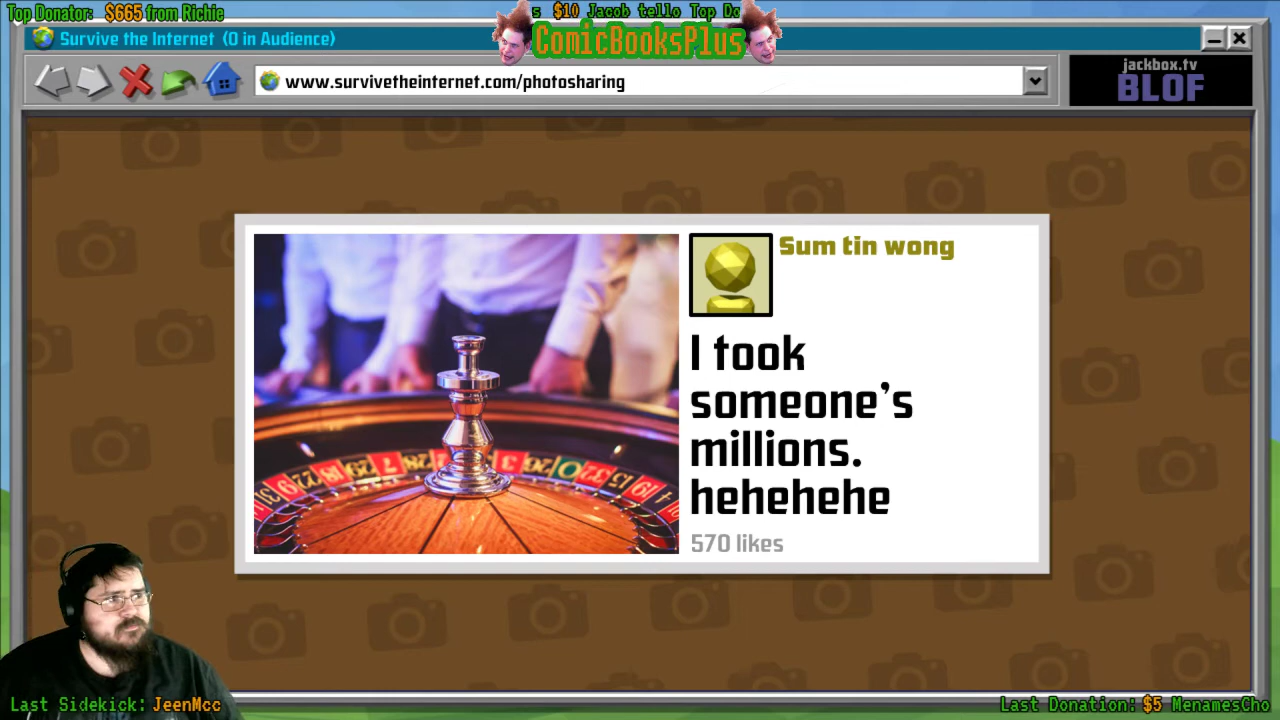 Top Donator: $665 from Richie
s $10 Jacob tello Top Do
ComicBooksPlus
Survive the Internet (0 in Audience)
www.survivetheinternet.com/photosharing
jackbox.tv
BLOF
Sum tin wong
I took
someone's
millions.
hehehehe
570 likes
Last Sidekick: JeenMcc
Last Donation: $5 MenamesCho